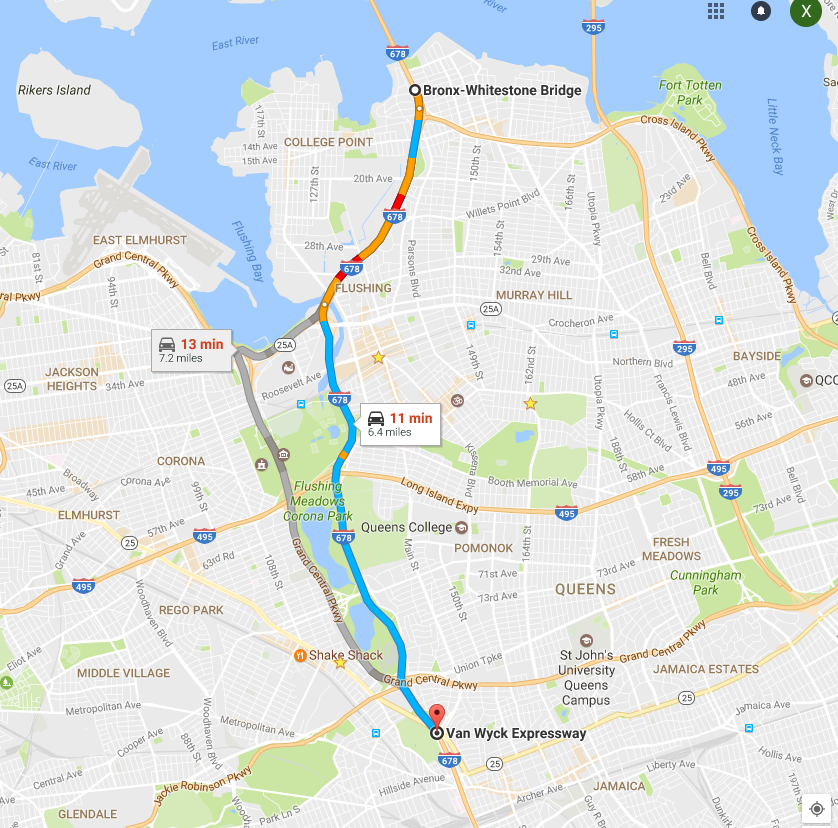 X
678
295
East River
Rikers Island
Bronx-Whitestone Bridge
Fort Totten
Park
Little Neck Bay
117th St
14th Ave
15th Ave
COLLEGE POINT
Cross Island Pkwy
150th St
East River
127th St
20th Ave
166th St
23rd Ave
Willets Point Blvd
678
Utopia Pkwy
154th St
EAST ELMHURST
Flushing Bay
28th Ave
Parsons Blvd
Cross Island Pkwy
Grand Central Pkwy
81st St
94th St
678
29th Ave
32nd Ave
Bell Blvd
FLUSHING
MURRAY HILL
ral Pkwy
25A
Crocheron Ave
13 min
7.2 miles
25A
149th St
162nd St
295
Northern Blvd
BAYSIDE
JACKSON
HEIGHTS
34th Ave
25A
Roosevelt Ave
Utopia Pkwy
Francis Lewis Blvd
48th Ave
QCC
678
11 min
6.4 miles
Hollis Ct Blvd
56th Ave
188th St
Kissena Blvd
CORONA
Broadway
Corona Ave
45th Ave
99th St
58th Ave
495
Booth Memorial Ave
Long Island Expy
295
Bell Blvd
73rd Ave
Flushing
Meadows
Corona Park
495
ELMHURST
57th Ave
25
495
Grand Ave
Queens College
678
Main St
164th St
POMONOK
FRESH
MEADOWS
63rd Rd
108th St
Grand Central Pkwy
71st Ave
73rd Ave
73rd Ave
Cunningham
Park
495
Woodhaven Blvd
150th St
QUEENS
REGO PARK
Eliot Ave
Shake Shack
Union Tpke
St John's
University
Queens
Campus
Grand Central Pkwy
MIDDLE VILLAGE
Grand Central Pkwy
JAMAICA ESTATES
25
Metropolitan Ave
Woodhaven Blvd
Metropolitan Ave
88th St
Cooper Ave
Van Wyck Expressway
Jamaica Ave
Hollis Ave
678
25
Central Ave
Jackie Robinson Pkwy
Hillside Avenue
Liberty Ave
197th St
JAMAICA
Archer Ave
Guy R B
Dunkirk
Park Ln S
GLENDALE